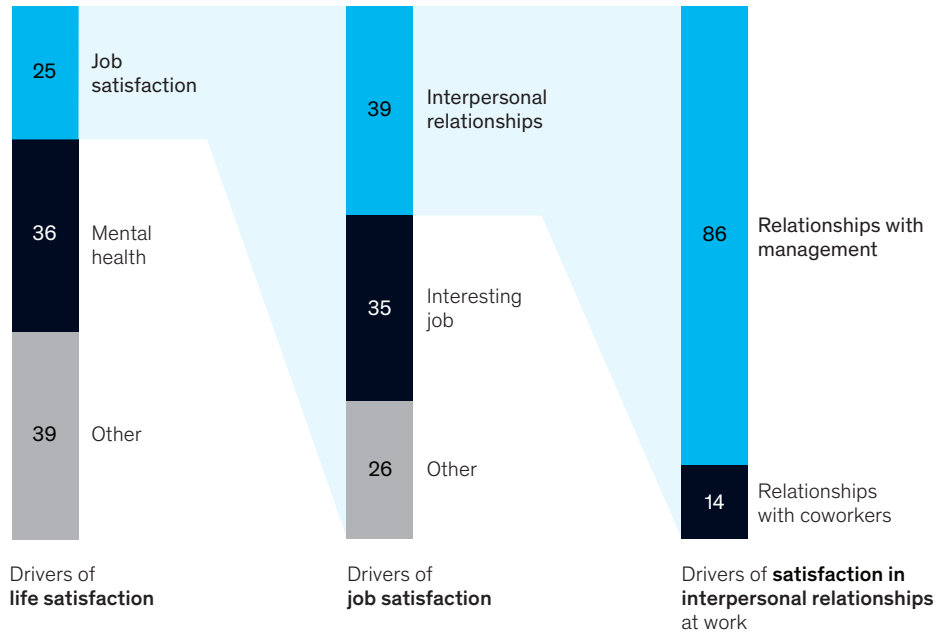 25
Job
satisfaction
36
Mental
health
39
Other
Drivers of
life satisfaction
39
Interpersonal
relationships
35
Interesting
job
26
Other
Drivers of
job satisfaction
86
Relationships with
management
14
Relationships
with coworkers
Drivers of satisfaction in
interpersonal relationships
at work